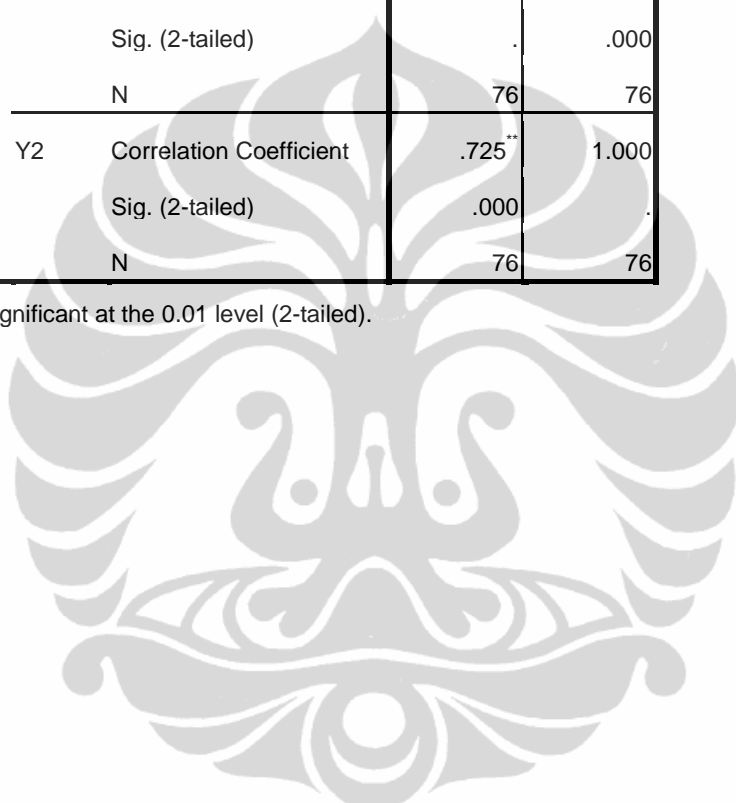 Sig. (2-tailed) . .000
N 76 76
Y2 Correlation Coefficient .725** 1.000
Sig. (2-tailed) .000 .
N 76 76
at the 0.01 level (2-tailed).